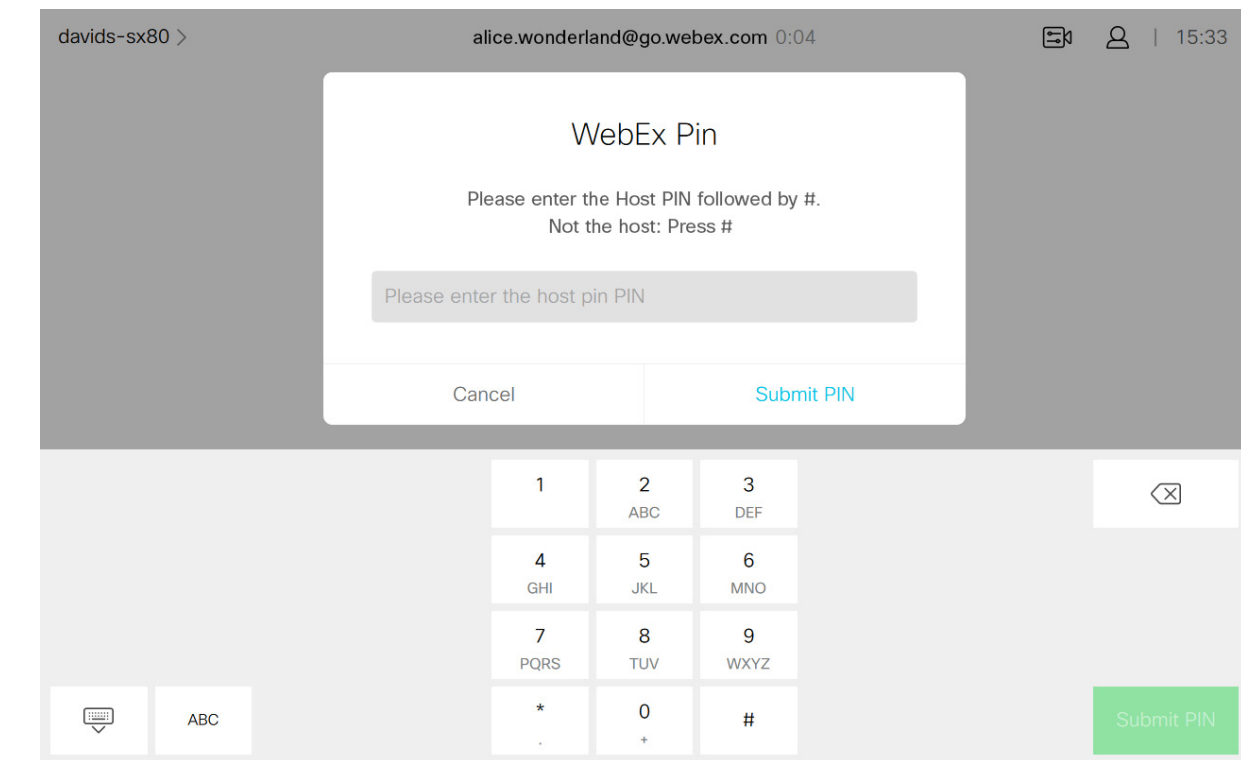 davids-sx80 >
alice.wonderland@go.webex.com 0:04
| 15:33
WebEx Pin
Please enter the Host PIN followed by #.
Not the host: Press #
Please enter the host pin PIN
Cancel
Submit PIN
1
2
3
ABC
DEF
4
5
6
GHI
JKL
MNO
7
8
9
PQRS
TUV
WXYZ
ABC
*
0
#
.
+
Submit PIN